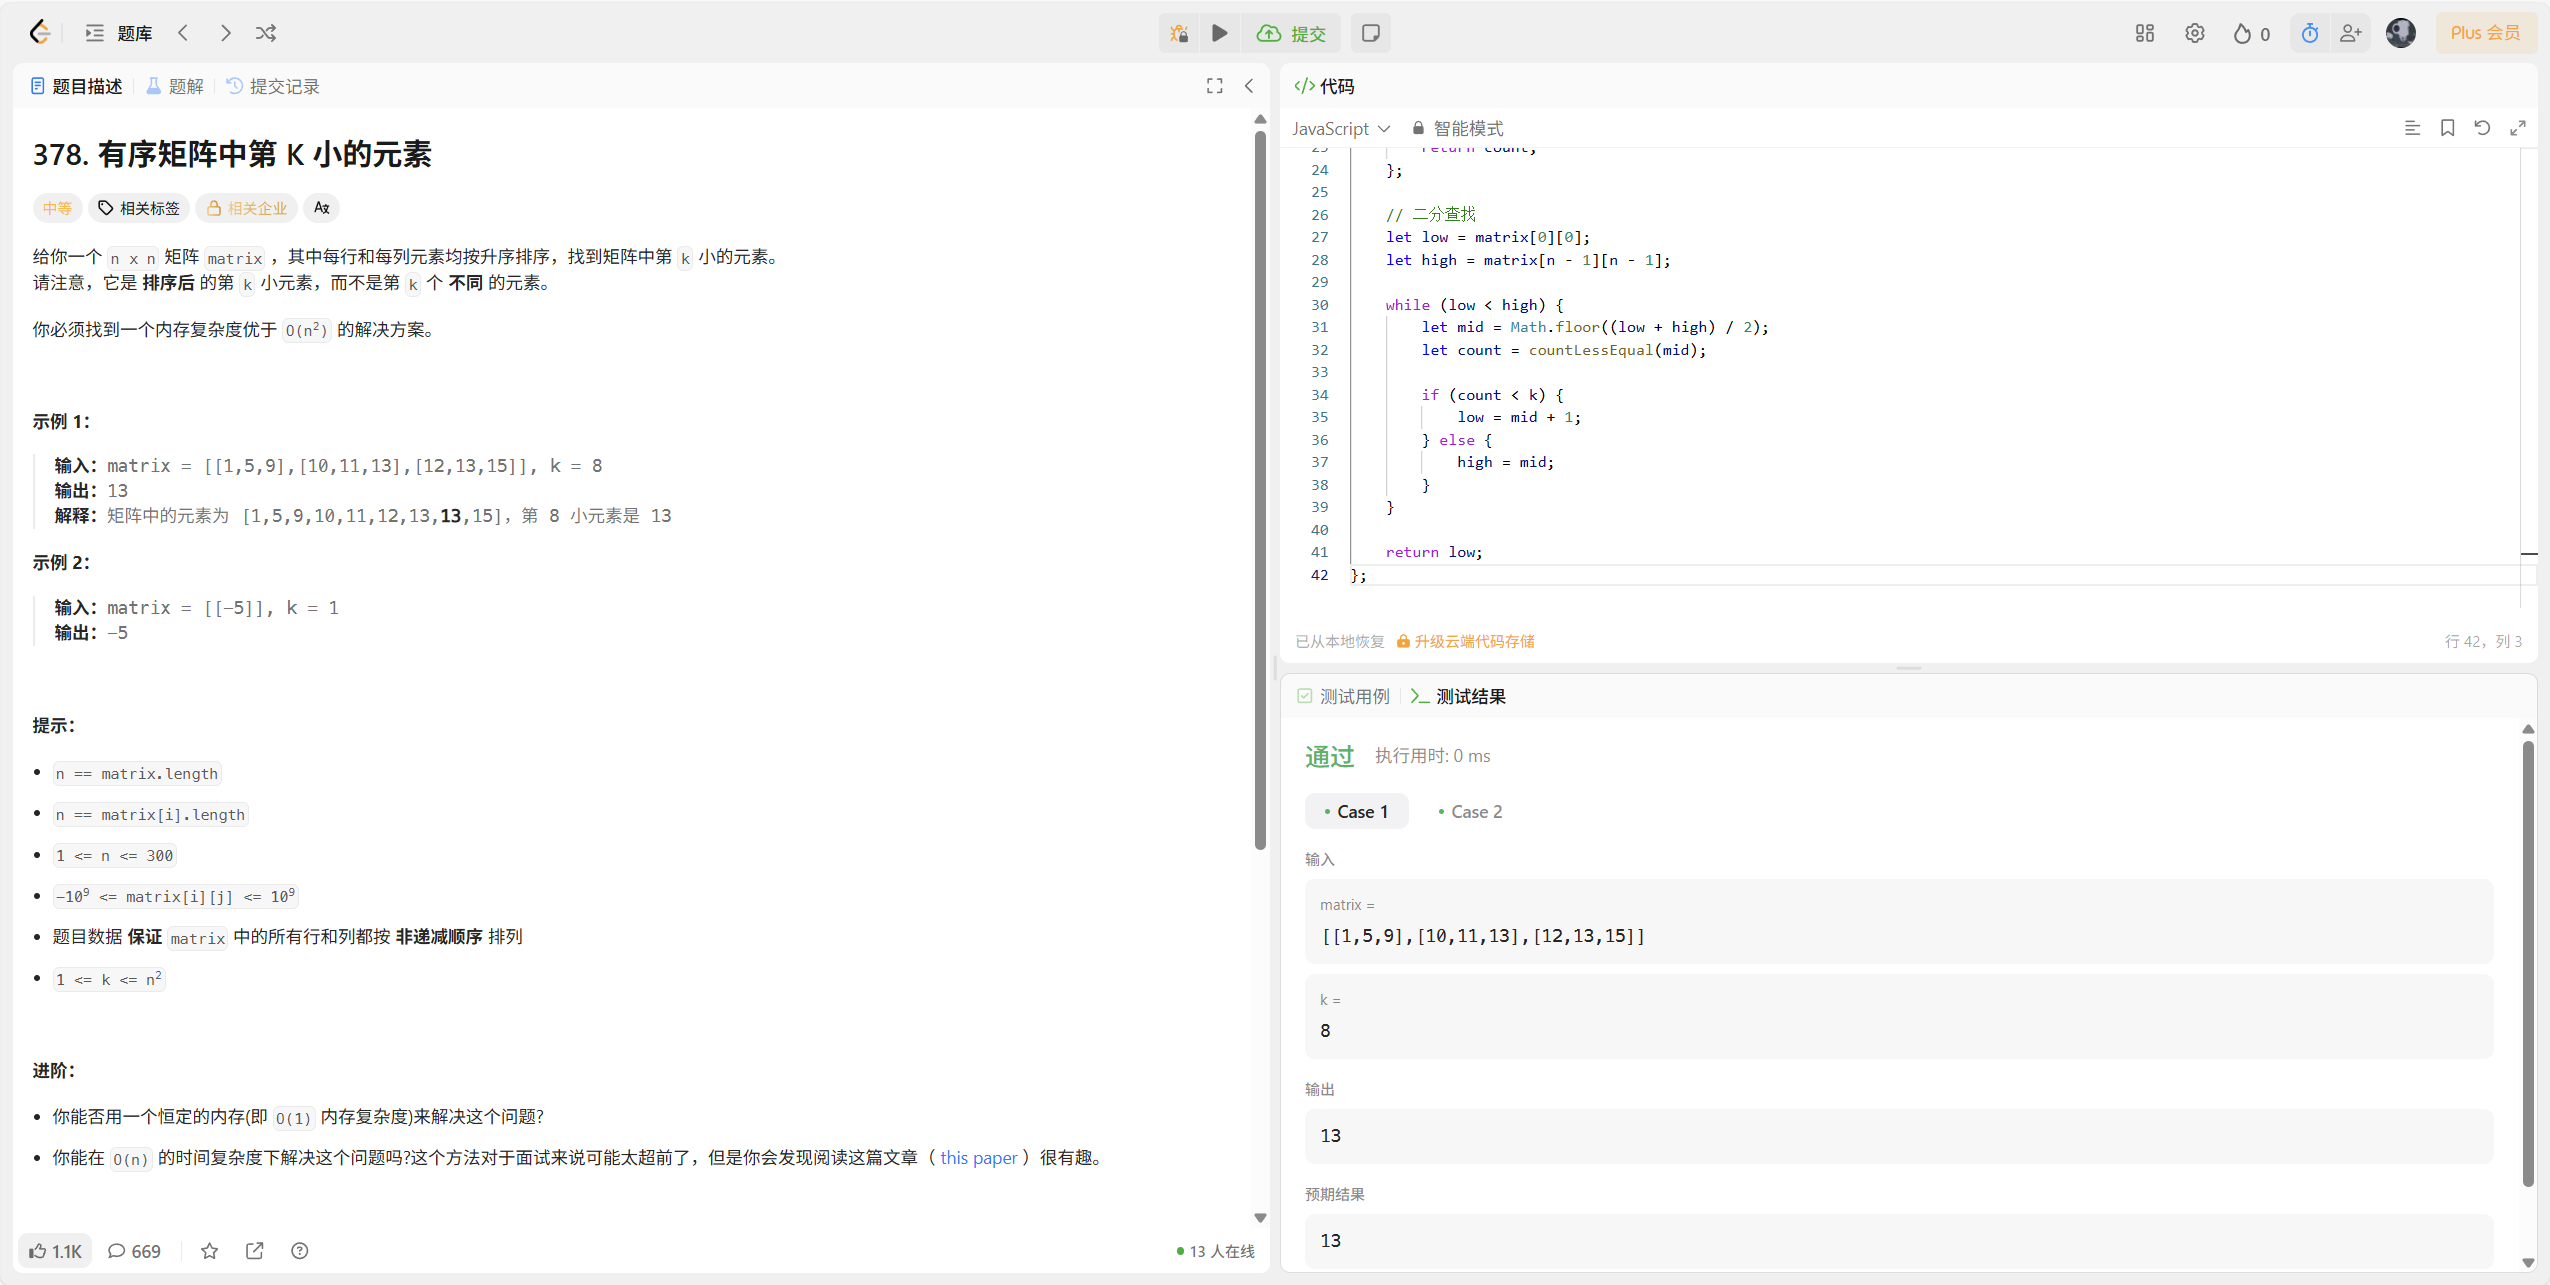 题库
提交
0
Plus 会员
题目描述
题解
提交记录
378. 有序矩阵中第 K 小的元素
中等
相关标签
相关企业
给你一个 n x n 矩阵 matrix ，其中每行和每列元素均按升序排序，找到矩阵中第 k 小的元素。
请注意，它是 排序后 的第 k 小元素，而不是第 k 个 不同 的元素。
你必须找到一个内存复杂度优于 O(n²) 的解决方案。
示例 1：
输入：matrix = [[1,5,9],[10,11,13],[12,13,15]], k = 8
输出：13
解释：矩阵中的元素为 [1,5,9,10,11,12,13,13,15]，第 8 小元素是 13
示例 2：
输入：matrix = [[-5]], k = 1
输出：-5
提示：
n == matrix.length
n == matrix[i].length
1 <= n <= 300
-10⁹ <= matrix[i][j] <= 10⁹
题目数据 保证 matrix 中的所有行和列都按 非递减顺序 排列
1 <= k <= n²
进阶：
你能否用一个恒定的内存(即 O(1) 内存复杂度)来解决这个问题?
你能在 O(n) 的时间复杂度下解决这个问题吗?这个方法对于面试来说可能太超前了，但是你会发现阅读这篇文章（ this paper ）很有趣。
1.1K
669
13 人在线
代码
JavaScript
智能模式
23 return count;
24 };
25
26 // 二分查找
27 let low = matrix[0][0];
28 let high = matrix[n - 1][n - 1];
29
30 while (low < high) {
31 let mid = Math.floor((low + high) / 2);
32 let count = countLessEqual(mid);
33
34 if (count < k) {
35 low = mid + 1;
36 } else {
37 high = mid;
38 }
39 }
40
41 return low;
42 };
已从本地恢复
升级云端代码存储
行 42，列 3
测试用例
测试结果
通过
执行用时: 0 ms
Case 1
Case 2
输入
matrix =
[[1,5,9],[10,11,13],[12,13,15]]
k =
8
输出
13
预期结果
13